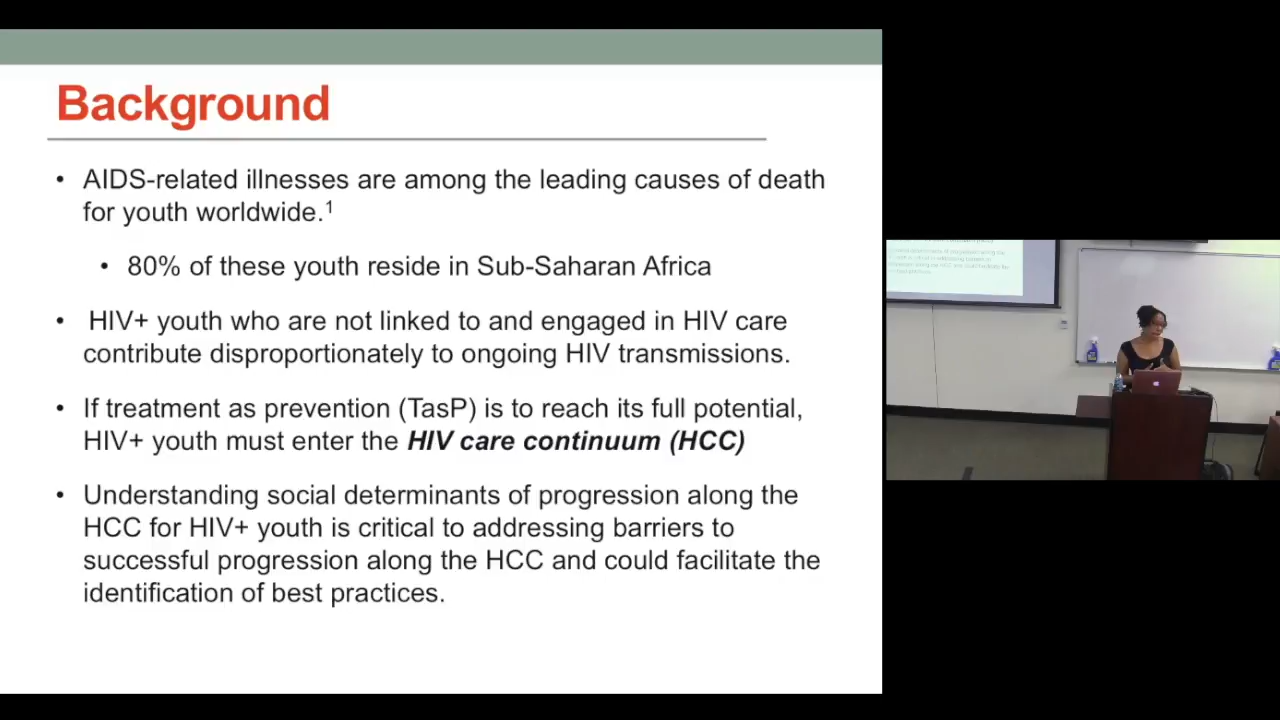 Background
• AIDS-related illnesses are among the leading causes of death
for youth worldwide.1
• 80% of these youth reside in Sub-Saharan Africa
• HIV+ youth who are not linked to and engaged in HIV care
contribute disproportionately to ongoing HIV transmissions.
• If treatment as prevention (TasP) is to reach its full potential,
HIV+ youth must enter the HIV care continuum (HCC)
• Understanding social determinants of progression along the
HCC for HIV+ youth is critical to addressing barriers to
successful progression along the HCC and could facilitate the
identification of best practices.